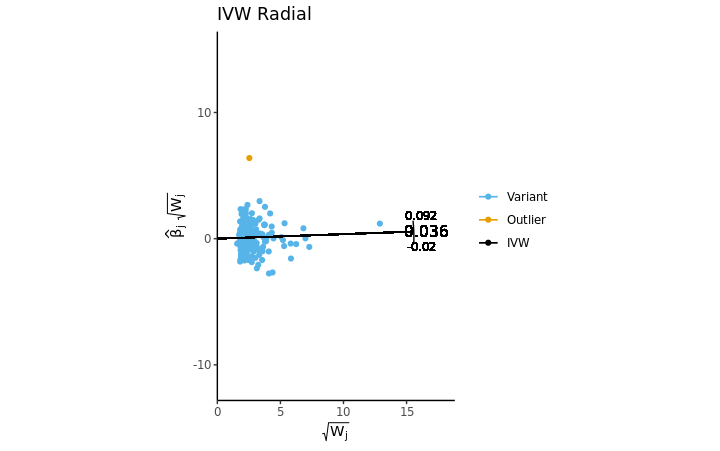 IVW Radial
10
0
-10
β̂j √Wj
0.092
0.036
-0.02
0
5
10
15
√Wj
Variant
Outlier
IVW